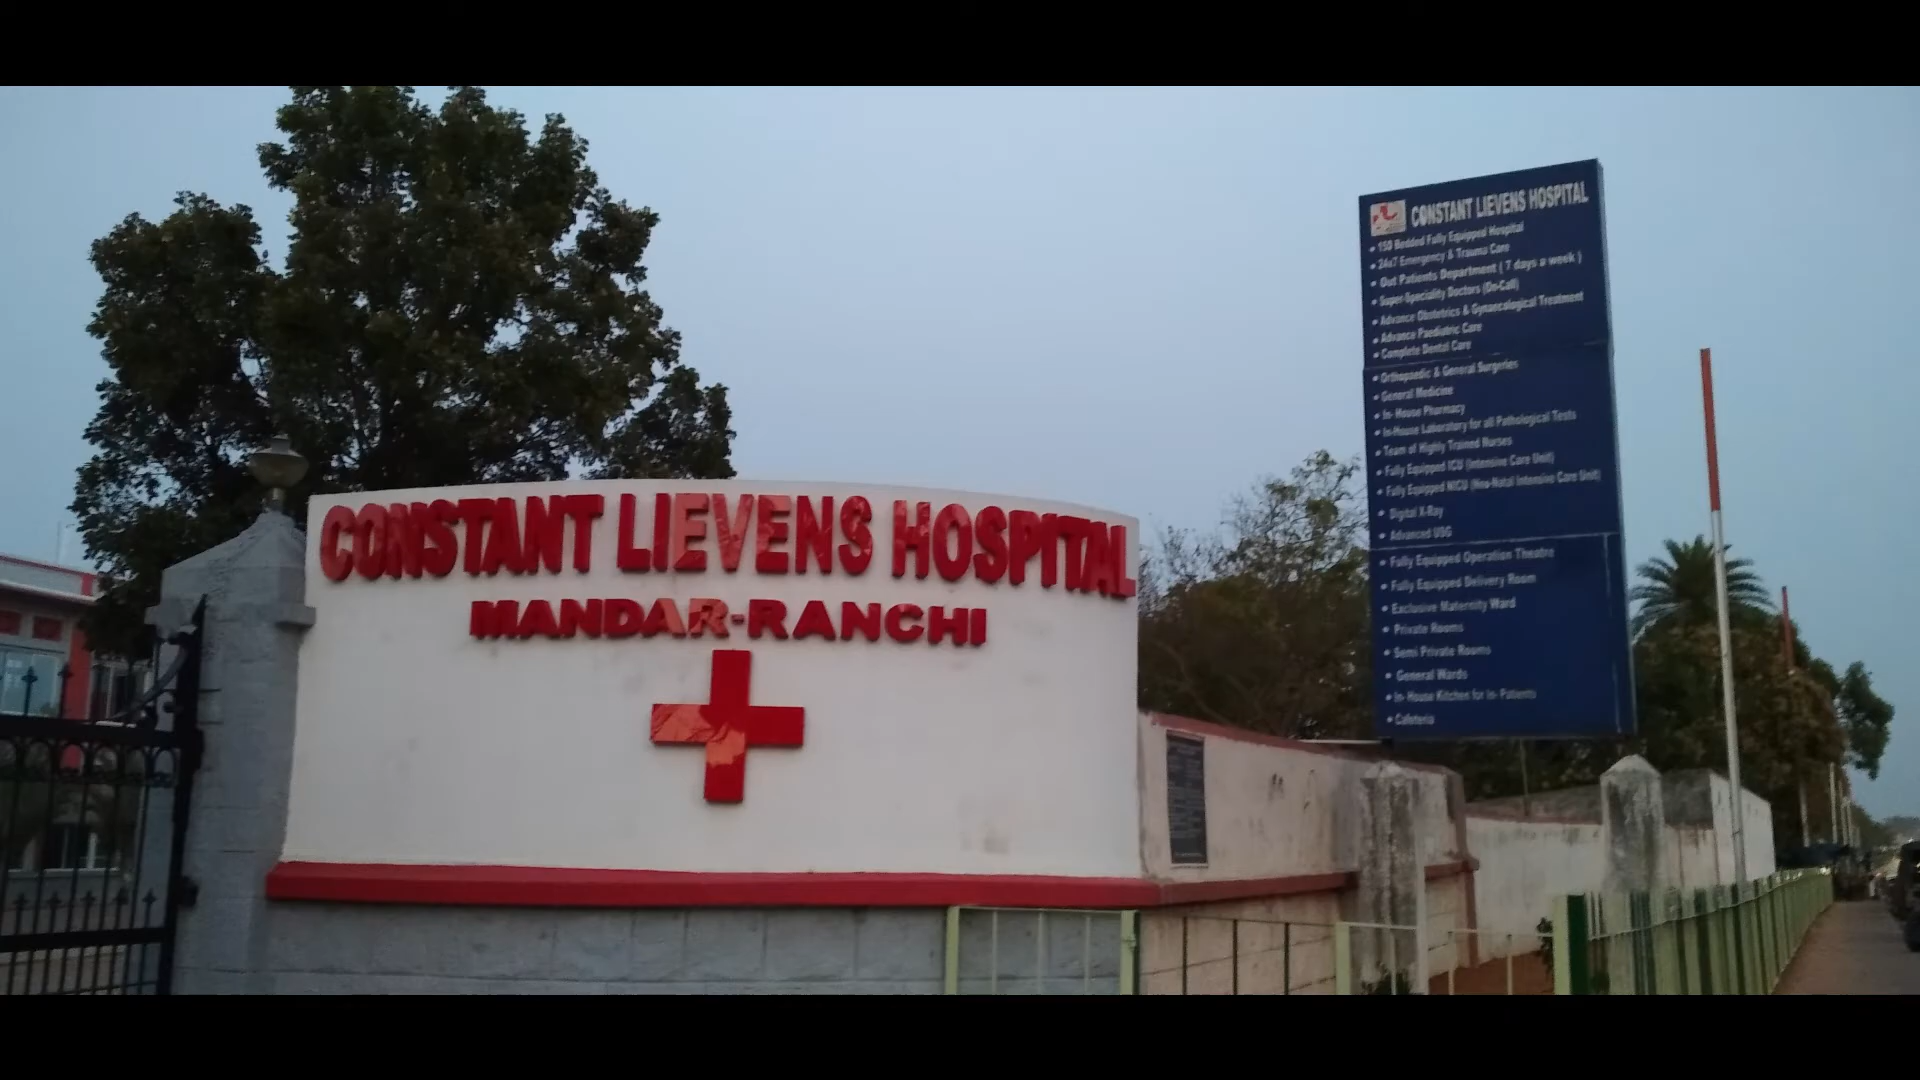 CONSTANT LIEVENS HOSPITAL
MANDAR-RANCHI
CONSTANT LIEVENS HOSPITAL
• 150 Bedded Fully Equipped Hospital
• 24x7 Emergency & Trauma Care
• Out Patients Department ( 7 days a week )
• Super-Speciality Doctors (On-Call)
• Advance Obstetrics & Gynaecological Treatment
• Advance Paediatric Care
• Complete Dental Care
• Orthopaedic & General Surgeries
• General Medicine
• In- House Pharmacy
• In-House Laboratory for all Pathological Tests
• Team of Highly Trained Nurses
• Fully Equipped ICU (Intensive Care Unit)
• Fully Equipped NICU (Neo-Natal Intensive Care Unit)
• Digital X-Ray
• Advanced USG
• Fully Equipped Operation Theatre
• Fully Equipped Delivery Room
• Exclusive Maternity Ward
• Private Rooms
• Semi Private Rooms
• General Wards
• In- House Kitchen for In- Patients
• Cafeteria